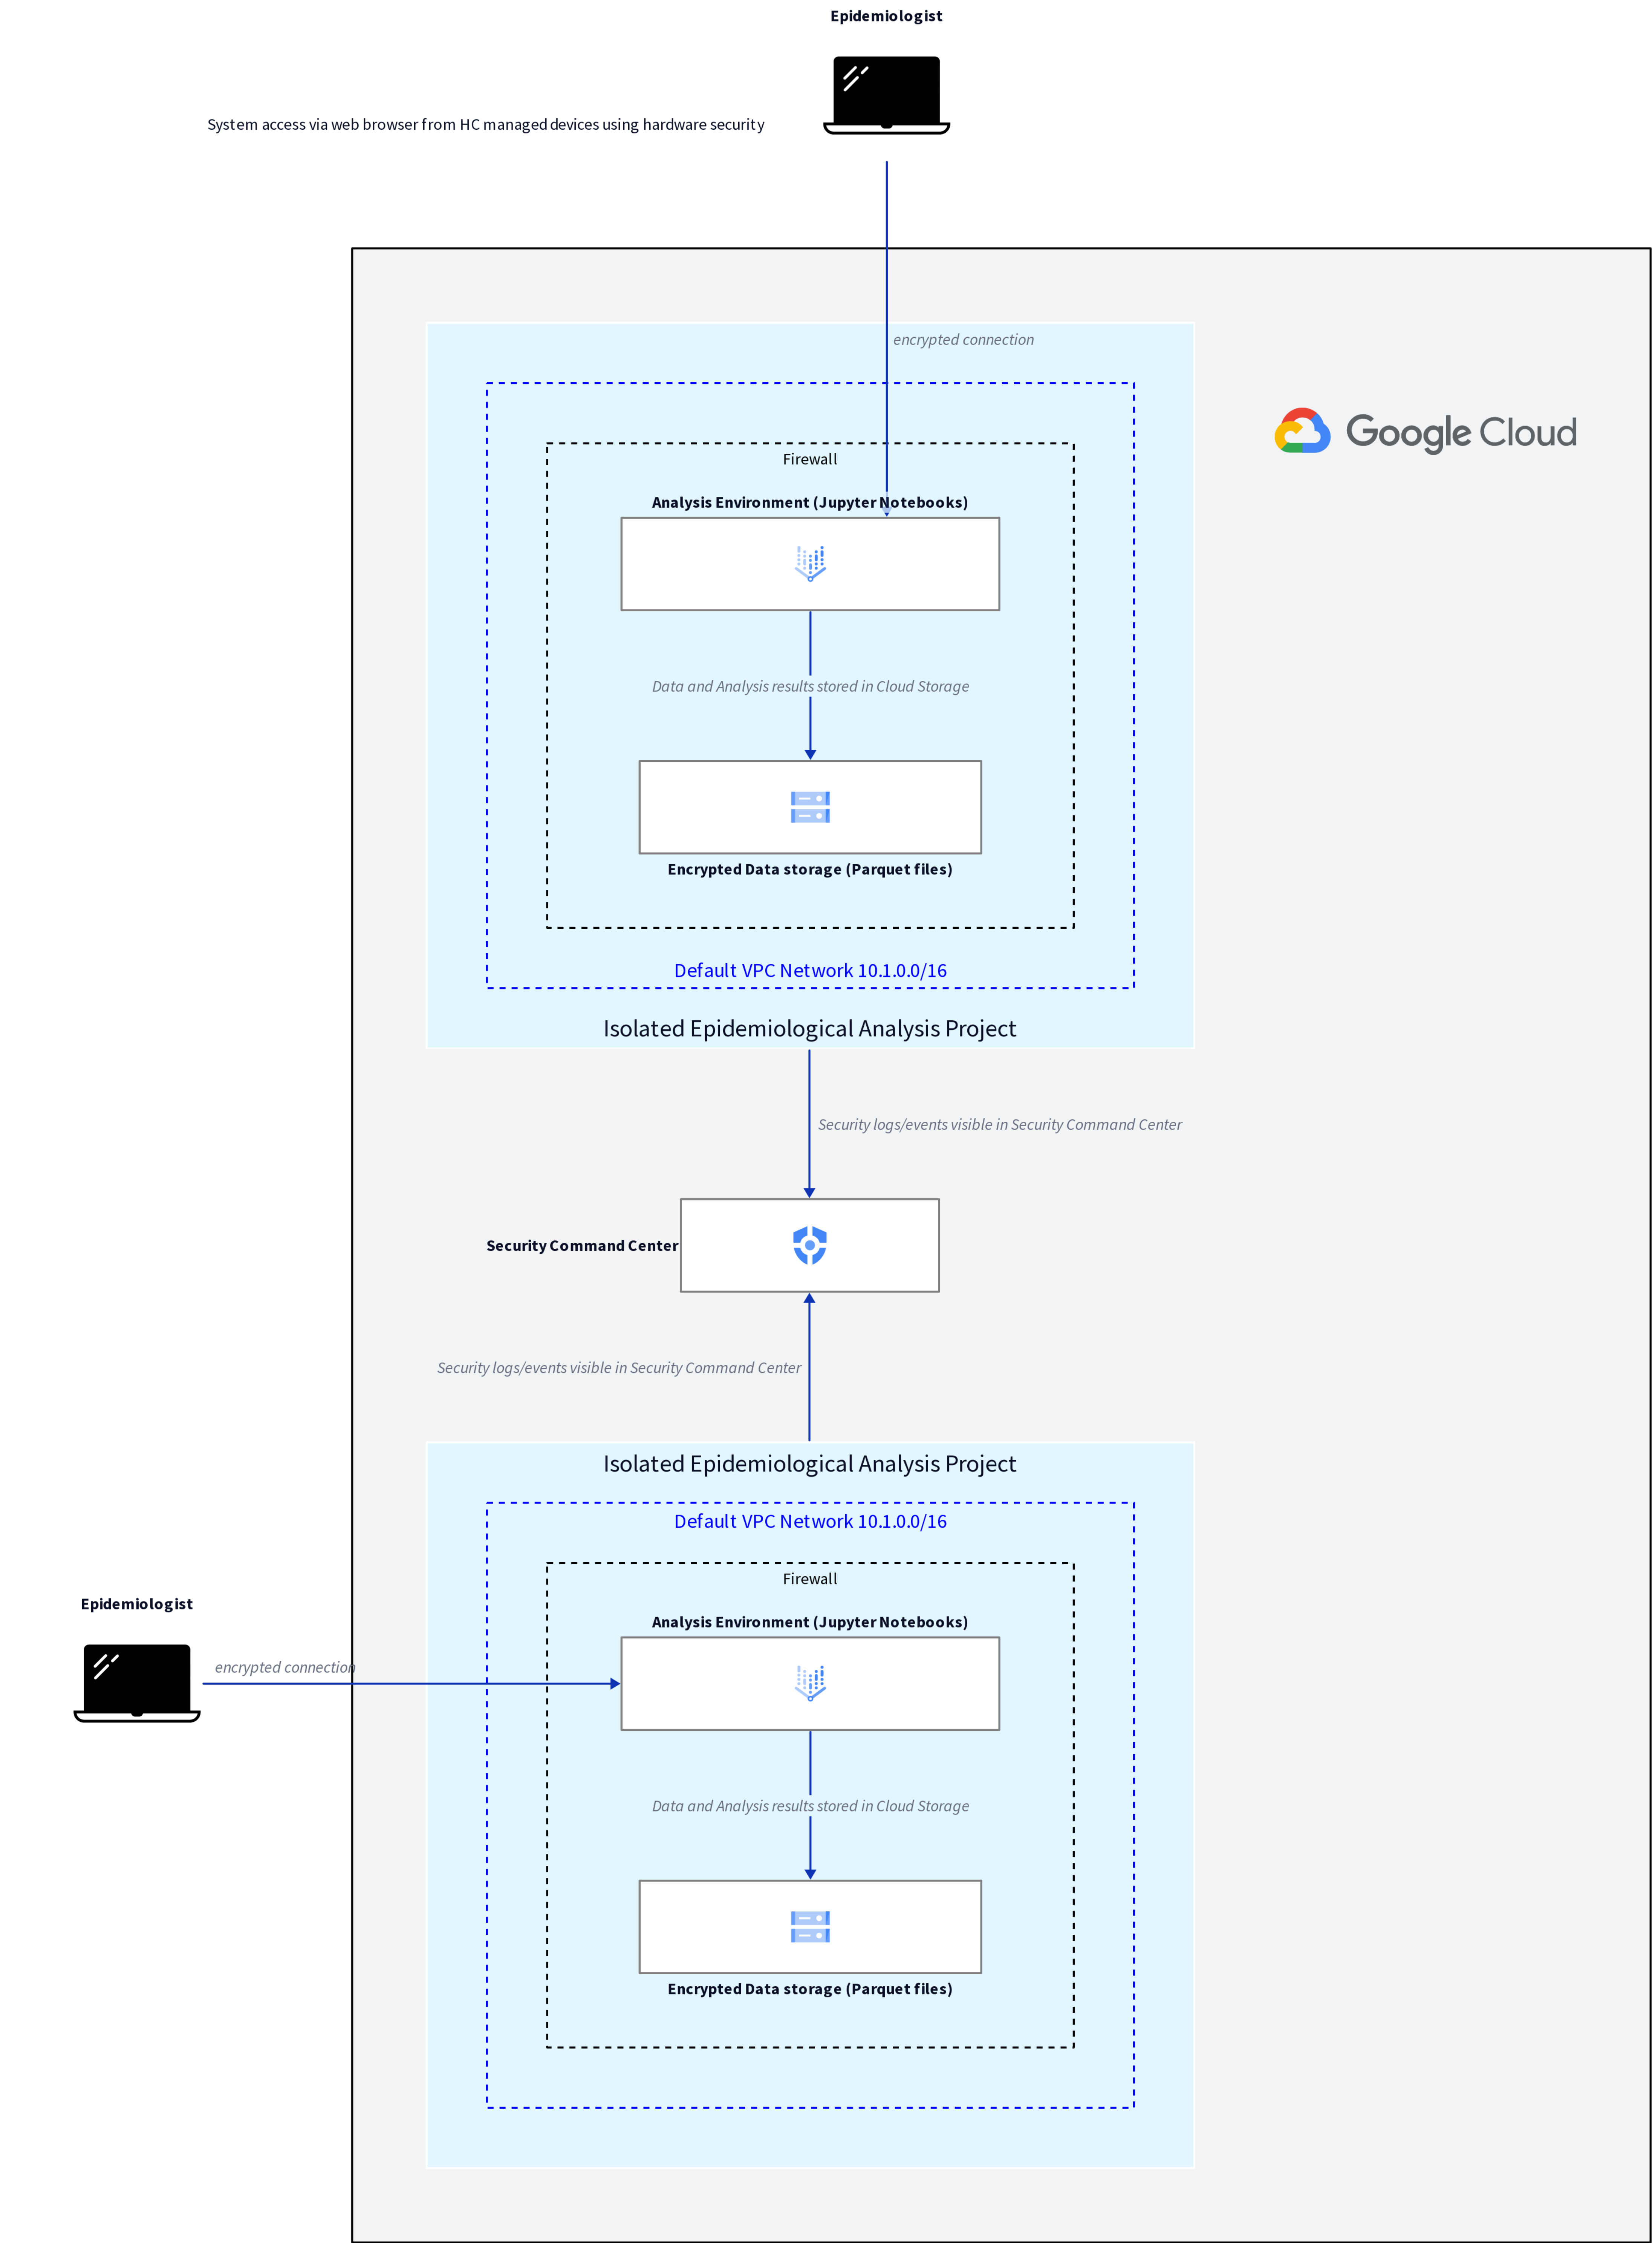 Epidemiologist
System access via web browser from HC managed devices using hardware security
encrypted connection
Google Cloud
Firewall
Analysis Environment (Jupyter Notebooks)
Data and Analysis results stored in Cloud Storage
Encrypted Data storage (Parquet files)
Default VPC Network 10.1.0.0/16
Isolated Epidemiological Analysis Project
Security logs/events visible in Security Command Center
Security Command Center
Security logs/events visible in Security Command Center
Isolated Epidemiological Analysis Project
Default VPC Network 10.1.0.0/16
Firewall
Epidemiologist
Analysis Environment (Jupyter Notebooks)
encrypted connection
Data and Analysis results stored in Cloud Storage
Encrypted Data storage (Parquet files)